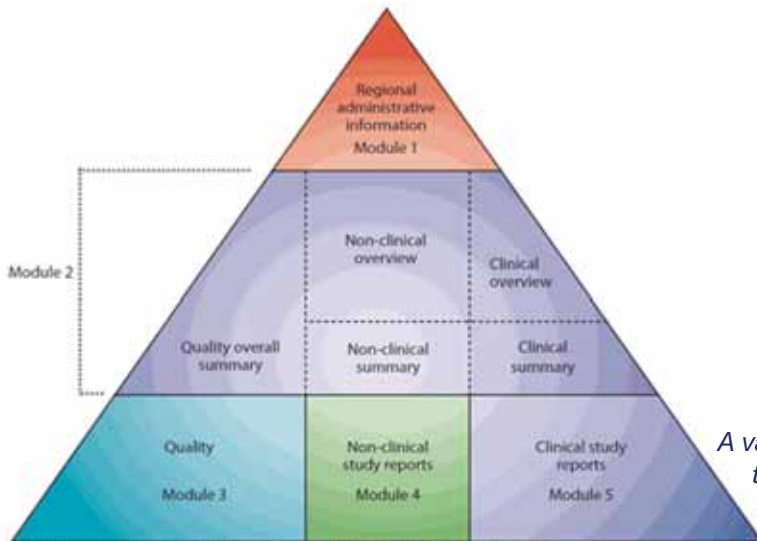 Regional
administrative
information
Module 1
Module 2
Non-clinical
overview
Clinical
overview
Quality overall
summary
Non-clinical
summary
Clinical
summary
Quality
Module 3
Non-clinical
study reports
Module 4
Clinical study
reports
Module 5
A